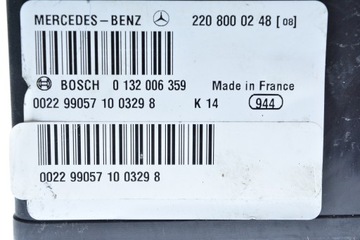 MERCEDES-BENZ 220 800 02 48 [08]
BOSCH 0 132 006 359 Made in France
0022 99057 10 0329 8 K 14 944
0022 99057 10 0329 8